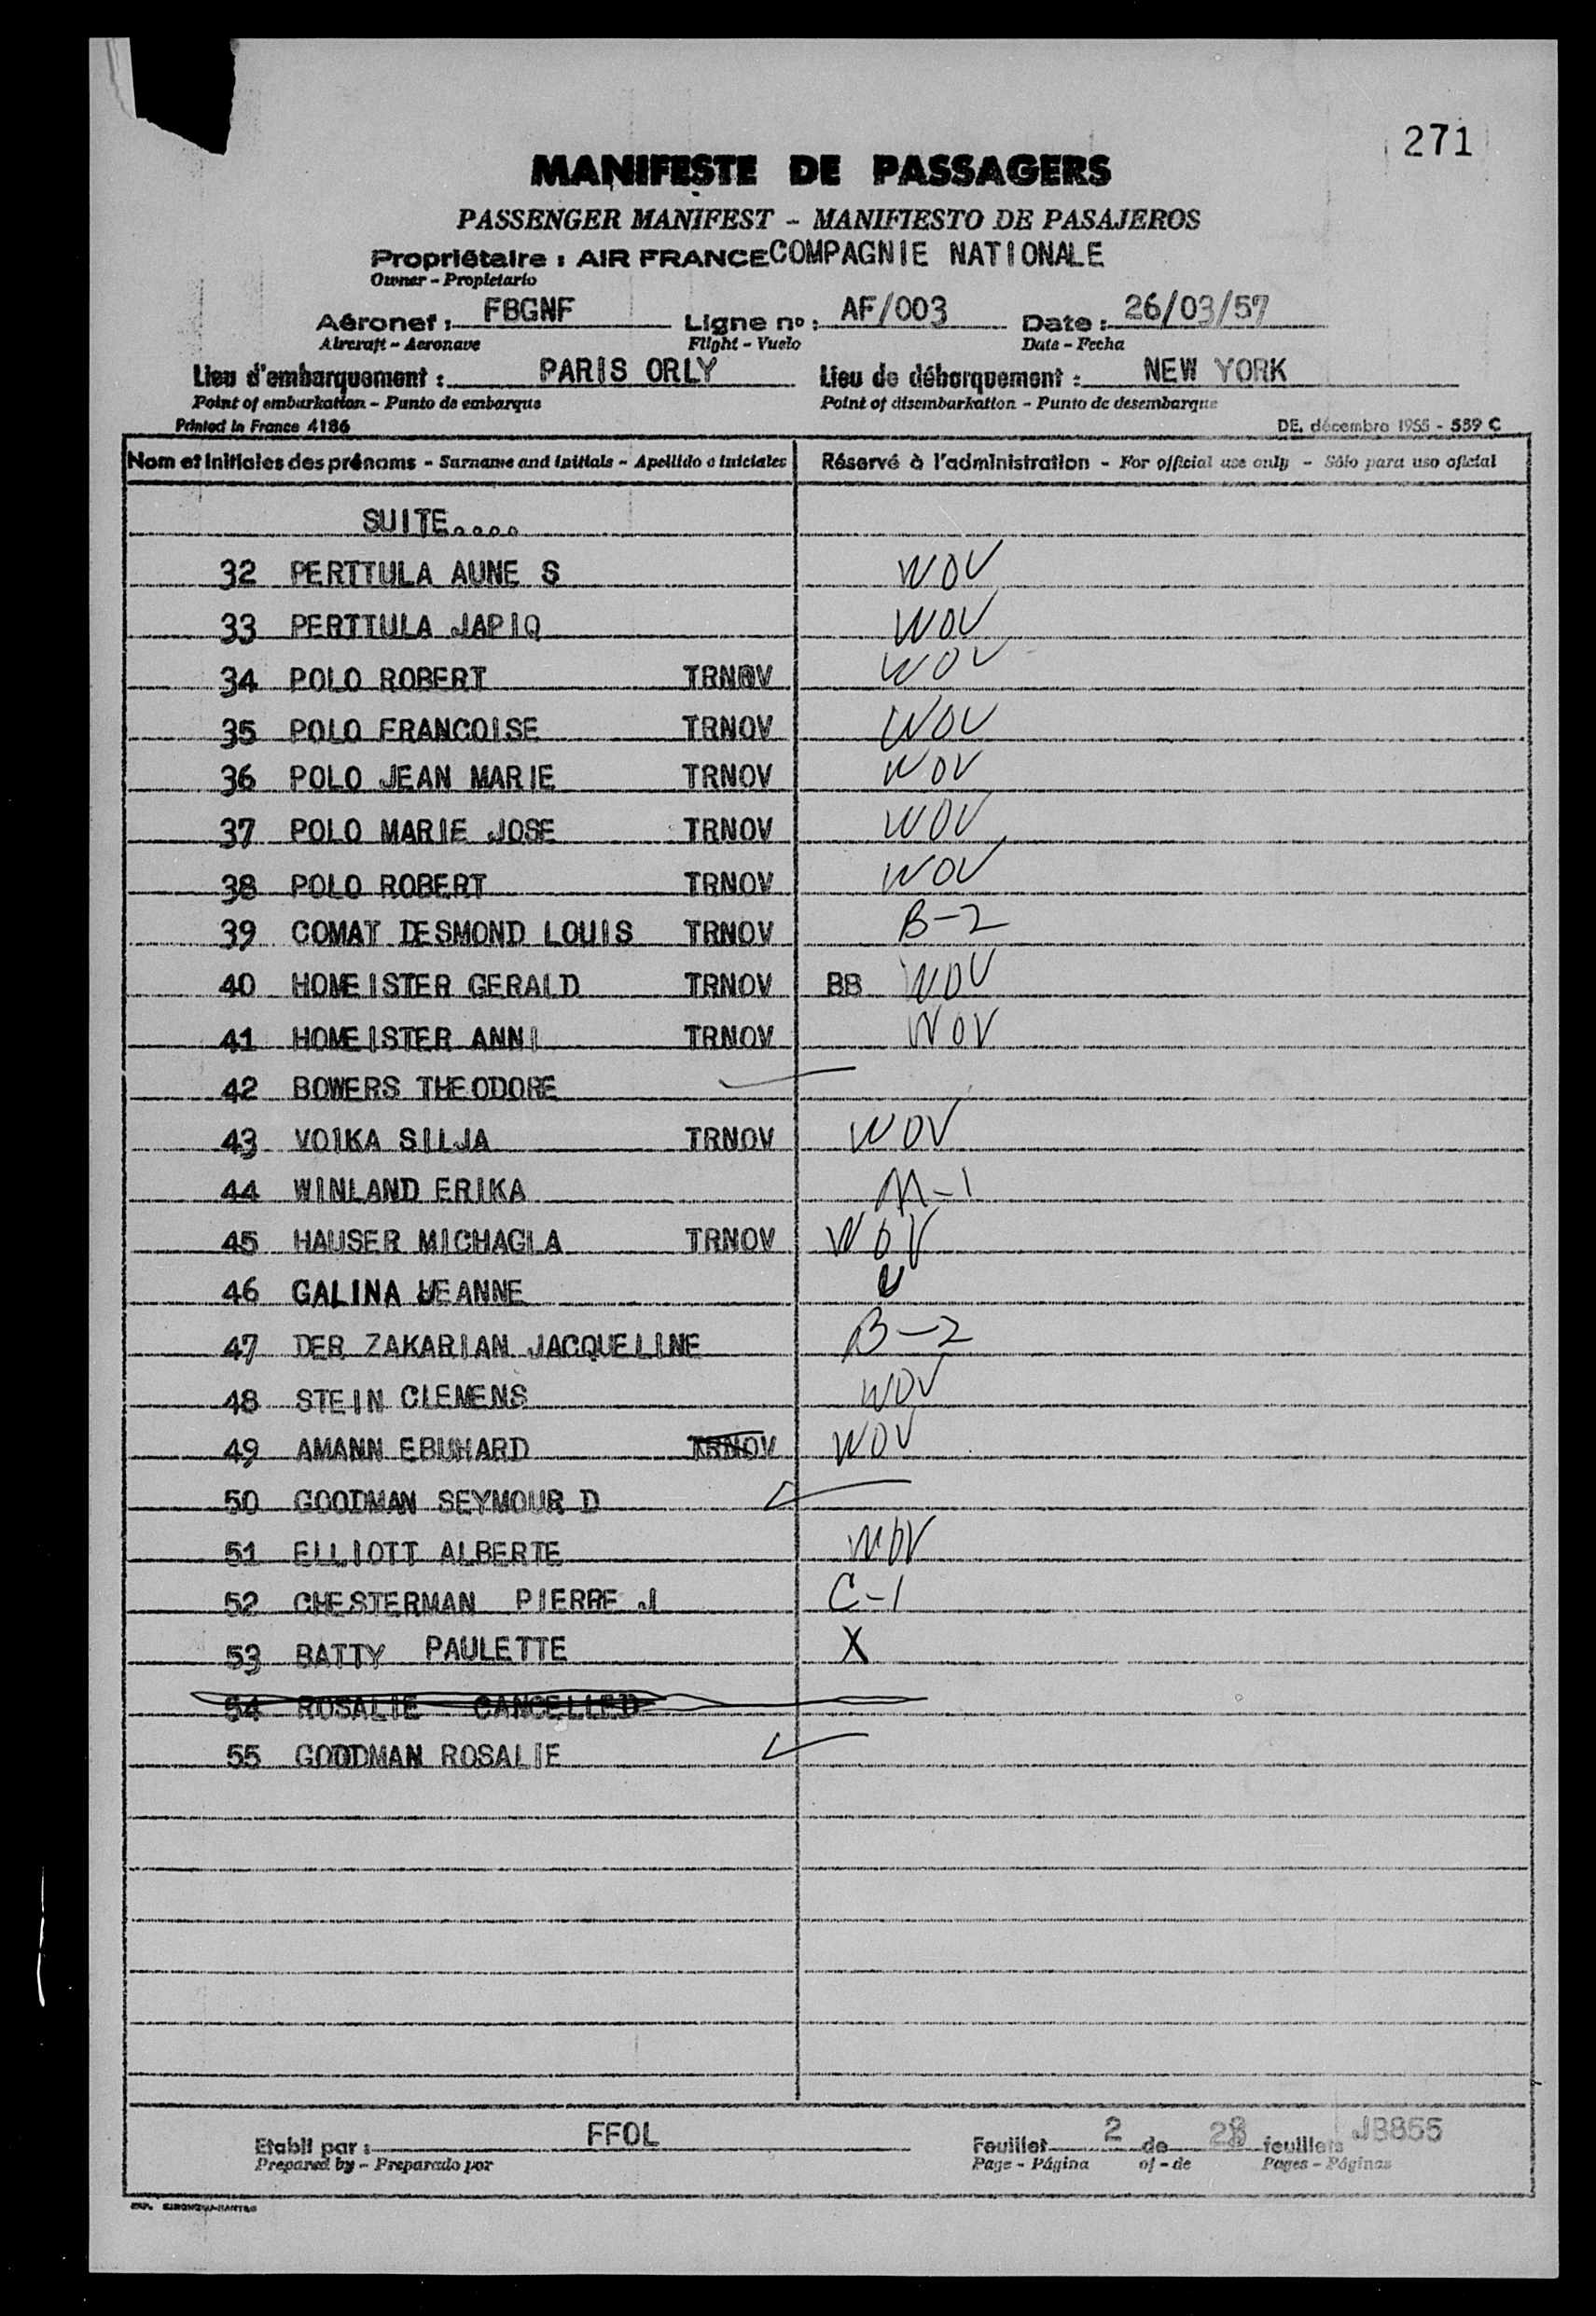 271
MANIFESTE DE PASSAGERS
PASSENGER MANIFEST - MANIFIESTO DE PASAJEROS
Propriétaire : AIR FRANCE COMPAGNIE NATIONALE
Owner - Propietario
Aéronef : FBGNF Ligne no : AF/003 Date : 26/03/57
Aircraft - Aeronave Flight - Vuelo Date - Fecha
Lieu d'embarquement : PARIS ORLY Lieu de débarquement : NEW YORK
Point of embarkation - Punto de embarque Point of disembarkation - Punto de desembarque
Printed in France 4186 DE. décembre 1955 - 559 C
Nom et initiales des prénoms - Surname and initials - Apellido e iniciales Réservé à l'administration - For official use only - Sólo para uso oficial
SUITE....
32 PERTTULA AUNE S WOV
33 PERTTULA JAPIQ WOV
34 POLO ROBERT TRNOV WOV
35 POLO FRANCOISE TRNOV WOV
36 POLO JEAN MARIE TRNOV WOV
37 POLO MARIE JOSE TRNOV WOV
38 POLO ROBERT TRNOV WOV
39 COMAT DESMOND LOUIS TRNOV B-2
40 HOMEISTER GERALD TRNOV BB WOV
41 HOMEISTER ANNI TRNOV WOV
42 BOWERS THEODORE
43 VOIKA SILJA TRNOV WOV
44 WINLAND ERIKA M-1
45 HAUSER MICHAGLA TRNOV WOV
46 GALINA JEANNE
47 DER ZAKARIAN JACQUELINE B-2
48 STEIN CLEMENS WOV
49 AMANN EBUHARD TRNOV WOV
50 GOODMAN SEYMOUR D
51 ELLIOTT ALBERTE WOV
52 CHESTERMAN PIERRE J C-1
53 BATTY PAULETTE X
54 ROSALIE CANCELLED
55 GOODMAN ROSALIE
Etabli par : FFOL Feuillet 2 de feuillets JB855
Prepared by - Preparado por Page - Página of - de Pages - Páginas